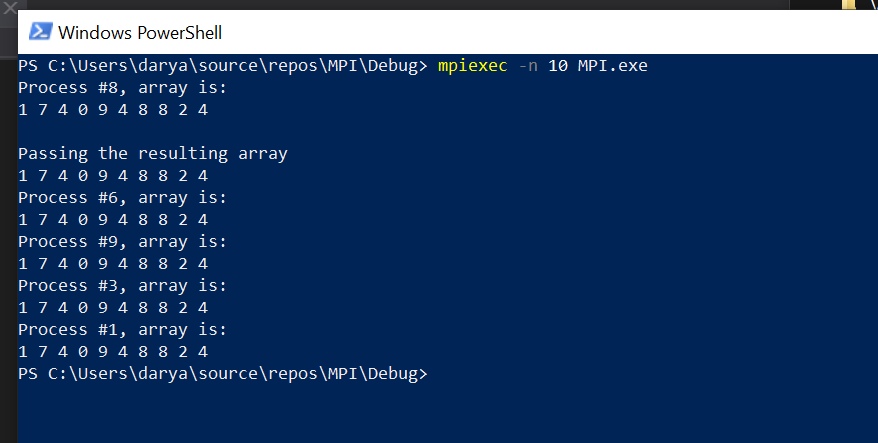 Windows PowerShell
PS C:\Users\darya\source\repos\MPI\Debug> mpiexec -n 10 MPI.exe
Process #8, array is:
1 7 4 0 9 4 8 8 2 4
Passing the resulting array
1 7 4 0 9 4 8 8 2 4
Process #6, array is:
1 7 4 0 9 4 8 8 2 4
Process #9, array is:
1 7 4 0 9 4 8 8 2 4
Process #3, array is:
1 7 4 0 9 4 8 8 2 4
Process #1, array is:
1 7 4 0 9 4 8 8 2 4
PS C:\Users\darya\source\repos\MPI\Debug>